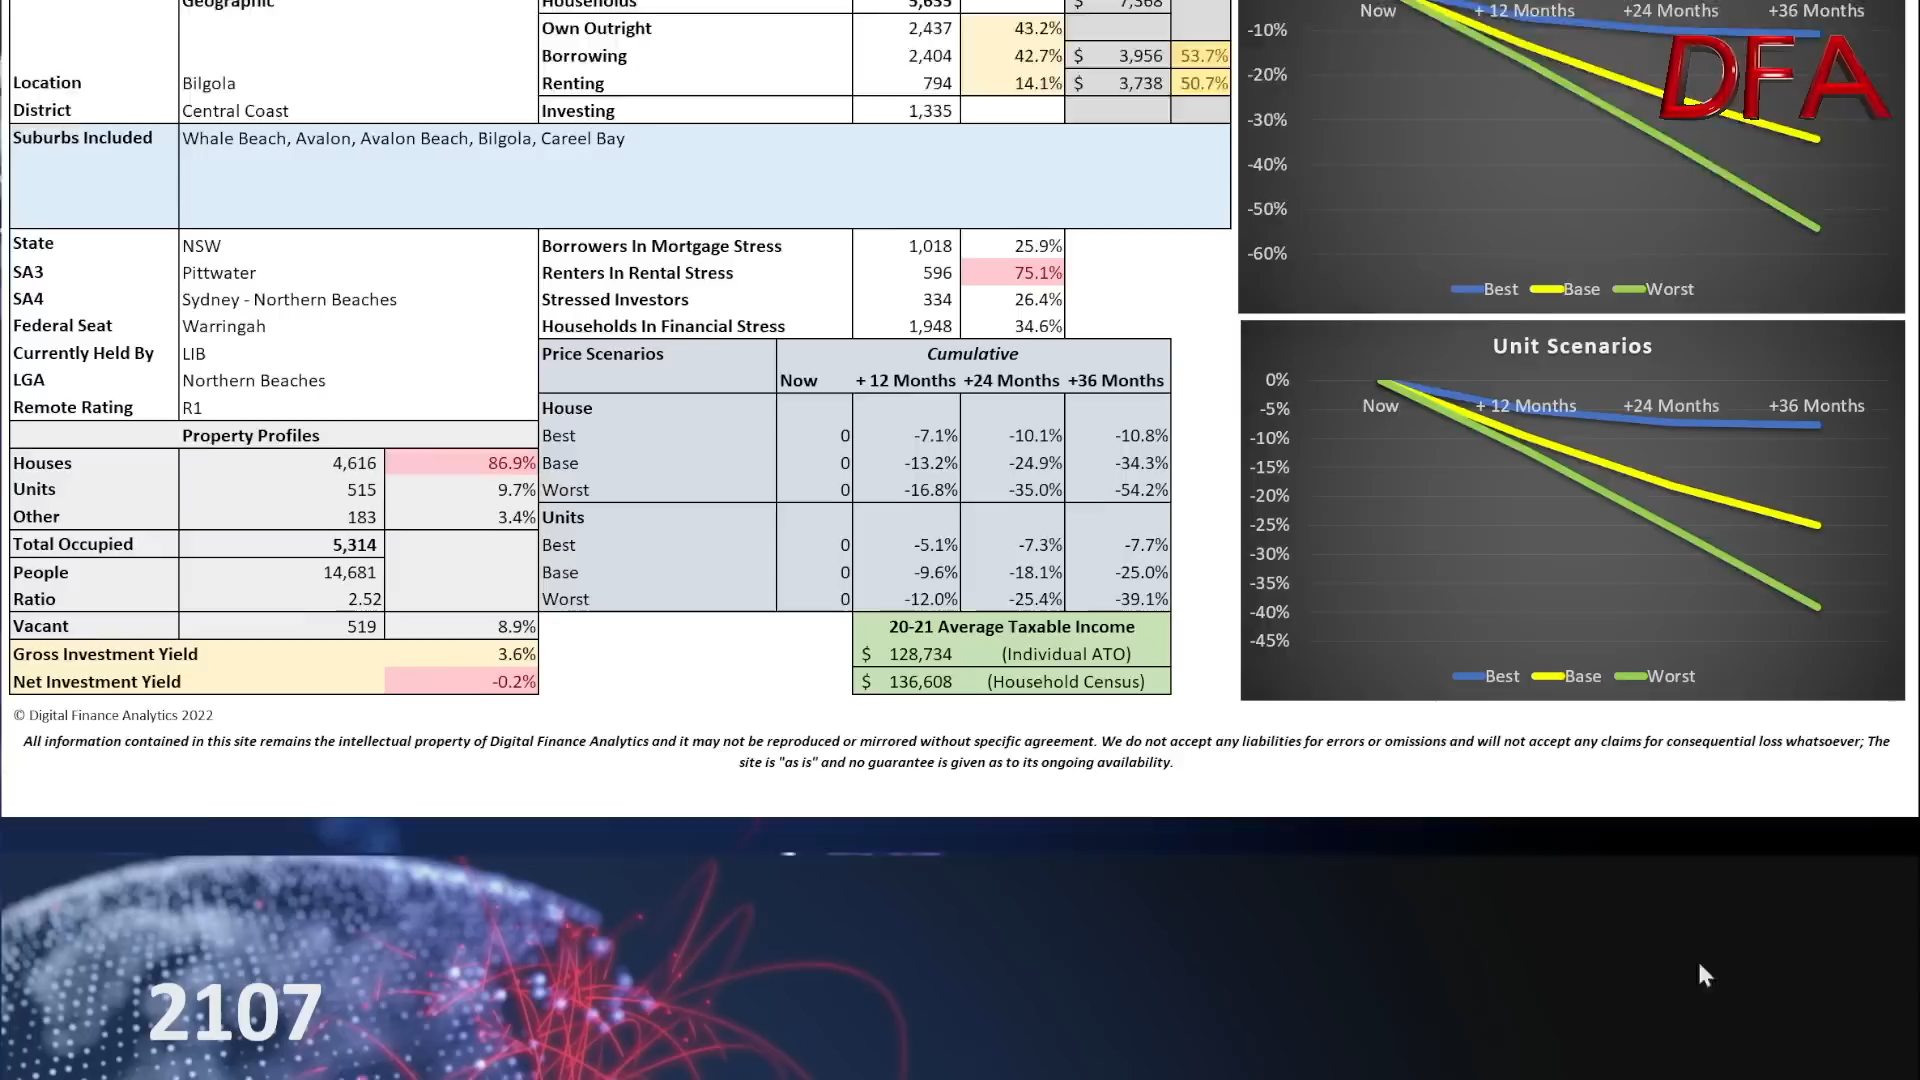 Geographic Households 5,635 $ 7,368
Own Outright 2,437 43.2%
Borrowing 2,404 42.7% $ 3,956 53.7%
Location Bilgola Renting 794 14.1% $ 3,738 50.7%
District Central Coast Investing 1,335
Suburbs Included Whale Beach, Avalon, Avalon Beach, Bilgola, Careel Bay
State NSW Borrowers In Mortgage Stress 1,018 25.9%
SA3 Pittwater Renters In Rental Stress 596 75.1%
SA4 Sydney - Northern Beaches Stressed Investors 334 26.4%
Federal Seat Warringah Households In Financial Stress 1,948 34.6%
Currently Held By LIB Price Scenarios Cumulative
LGA Northern Beaches Now + 12 Months +24 Months +36 Months
Remote Rating R1 House
Property Profiles Best 0 -7.1% -10.1% -10.8%
Houses 4,616 86.9% Base 0 -13.2% -24.9% -34.3%
Units 515 9.7% Worst 0 -16.8% -35.0% -54.2%
Other 183 3.4% Units
Total Occupied 5,314 Best 0 -5.1% -7.3% -7.7%
People 14,681 Base 0 -9.6% -18.1% -25.0%
Ratio 2.52 Worst 0 -12.0% -25.4% -39.1%
Vacant 519 8.9% 20-21 Average Taxable Income
Gross Investment Yield 3.6% $ 128,734 (Individual ATO)
Net Investment Yield -0.2% $ 136,608 (Household Census)
Now + 12 Months +24 Months +36 Months
-10%
-20%
-30%
-40%
-50%
-60%
Best Base Worst
DFA
Unit Scenarios
0%
Now + 12 Months +24 Months +36 Months
-5%
-10%
-15%
-20%
-25%
-30%
-35%
-40%
-45%
Best Base Worst
© Digital Finance Analytics 2022
All information contained in this site remains the intellectual property of Digital Finance Analytics and it may not be reproduced or mirrored without specific agreement. We do not accept any liabilities for errors or omissions and will not accept any claims for consequential loss whatsoever; The
site is "as is" and no guarantee is given as to its ongoing availability.
2107